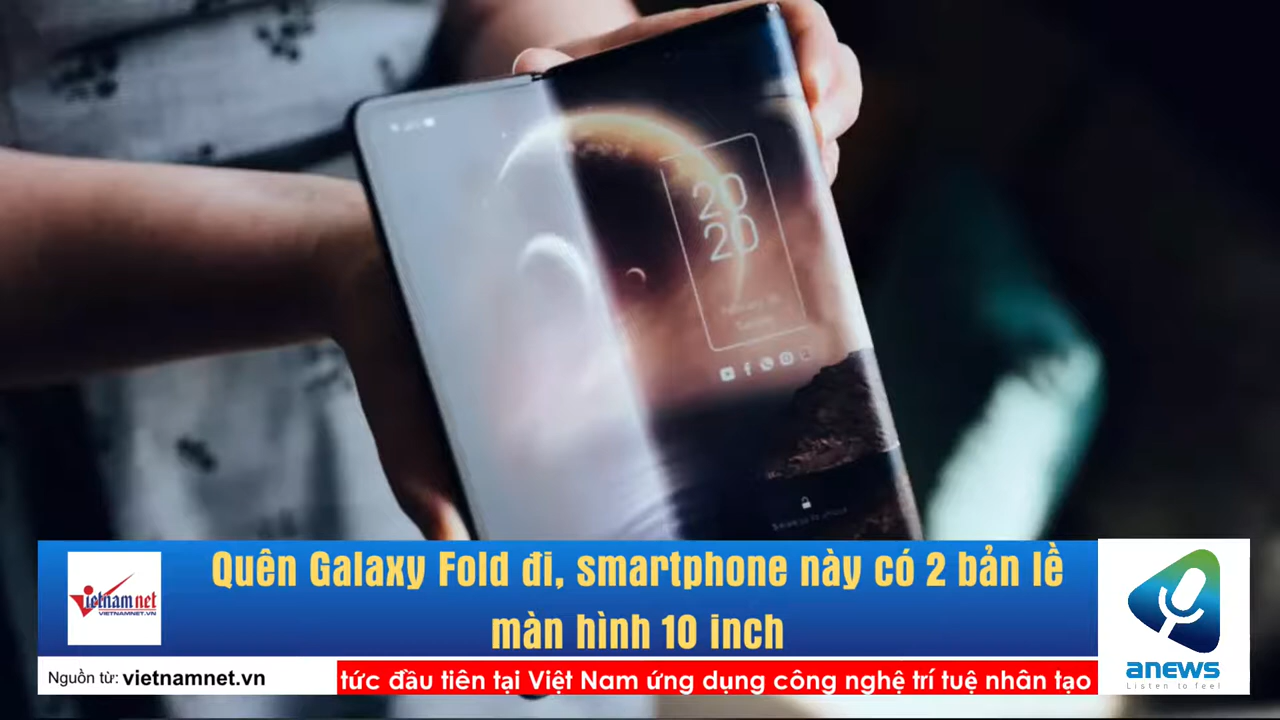 20
20
Quên Galaxy Fold đi, smartphone này có 2 bản lề
màn hình 10 inch
Vietnamnet
VIETNAMNET.VN
Nguồn từ: vietnamnet.vn
tức đầu tiên tại Việt Nam ứng dụng công nghệ trí tuệ nhân tạo
anews
Listen to feel